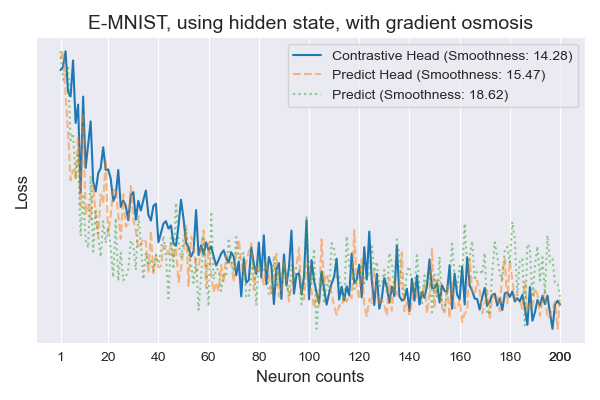 E-MNIST, using hidden state, with gradient osmosis
Contrastive Head (Smoothness: 14.28)
Predict Head (Smoothness: 15.47)
Predict (Smoothness: 18.62)
Loss
1 20 40 60 80 100 120 140 160 180 200
Neuron counts